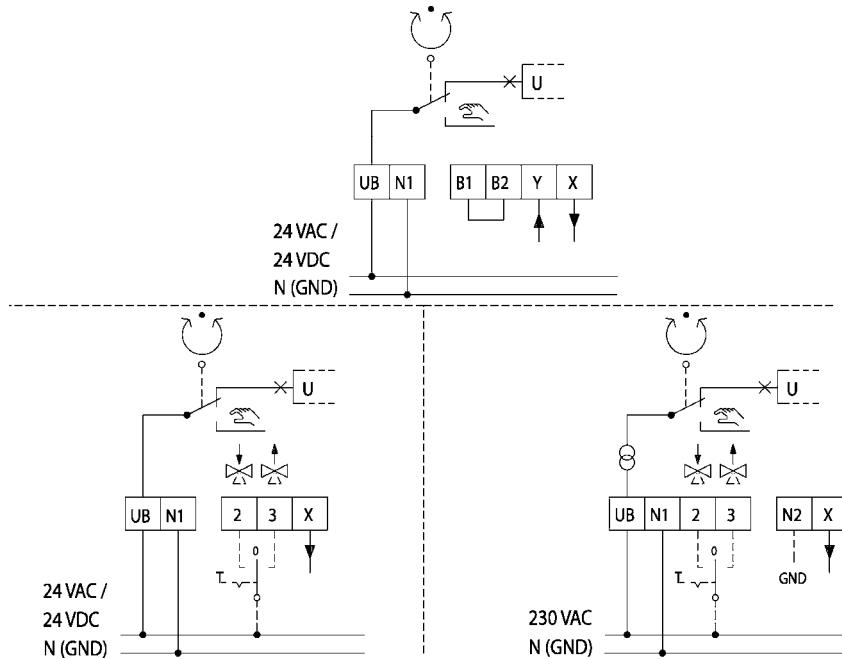 U
UB N1 B1 B2 Y X
24 VAC /
24 VDC
N (GND)
U
UB N1 2 3 X
0
T
24 VAC /
24 VDC
N (GND)
U
UB N1 2 3 N2 X
0
GND
T
230 VAC
N (GND)